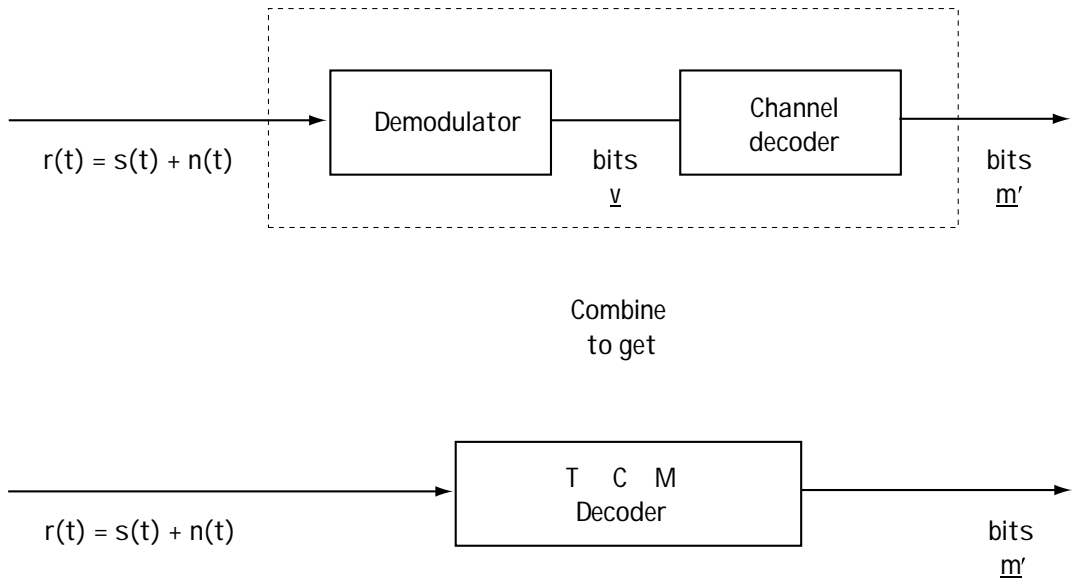 Demodulator
Channel
decoder
r(t) = s(t) + n(t)
bits
v
bits
m′
Combine
to get
T C M
Decoder
r(t) = s(t) + n(t)
bits
m′